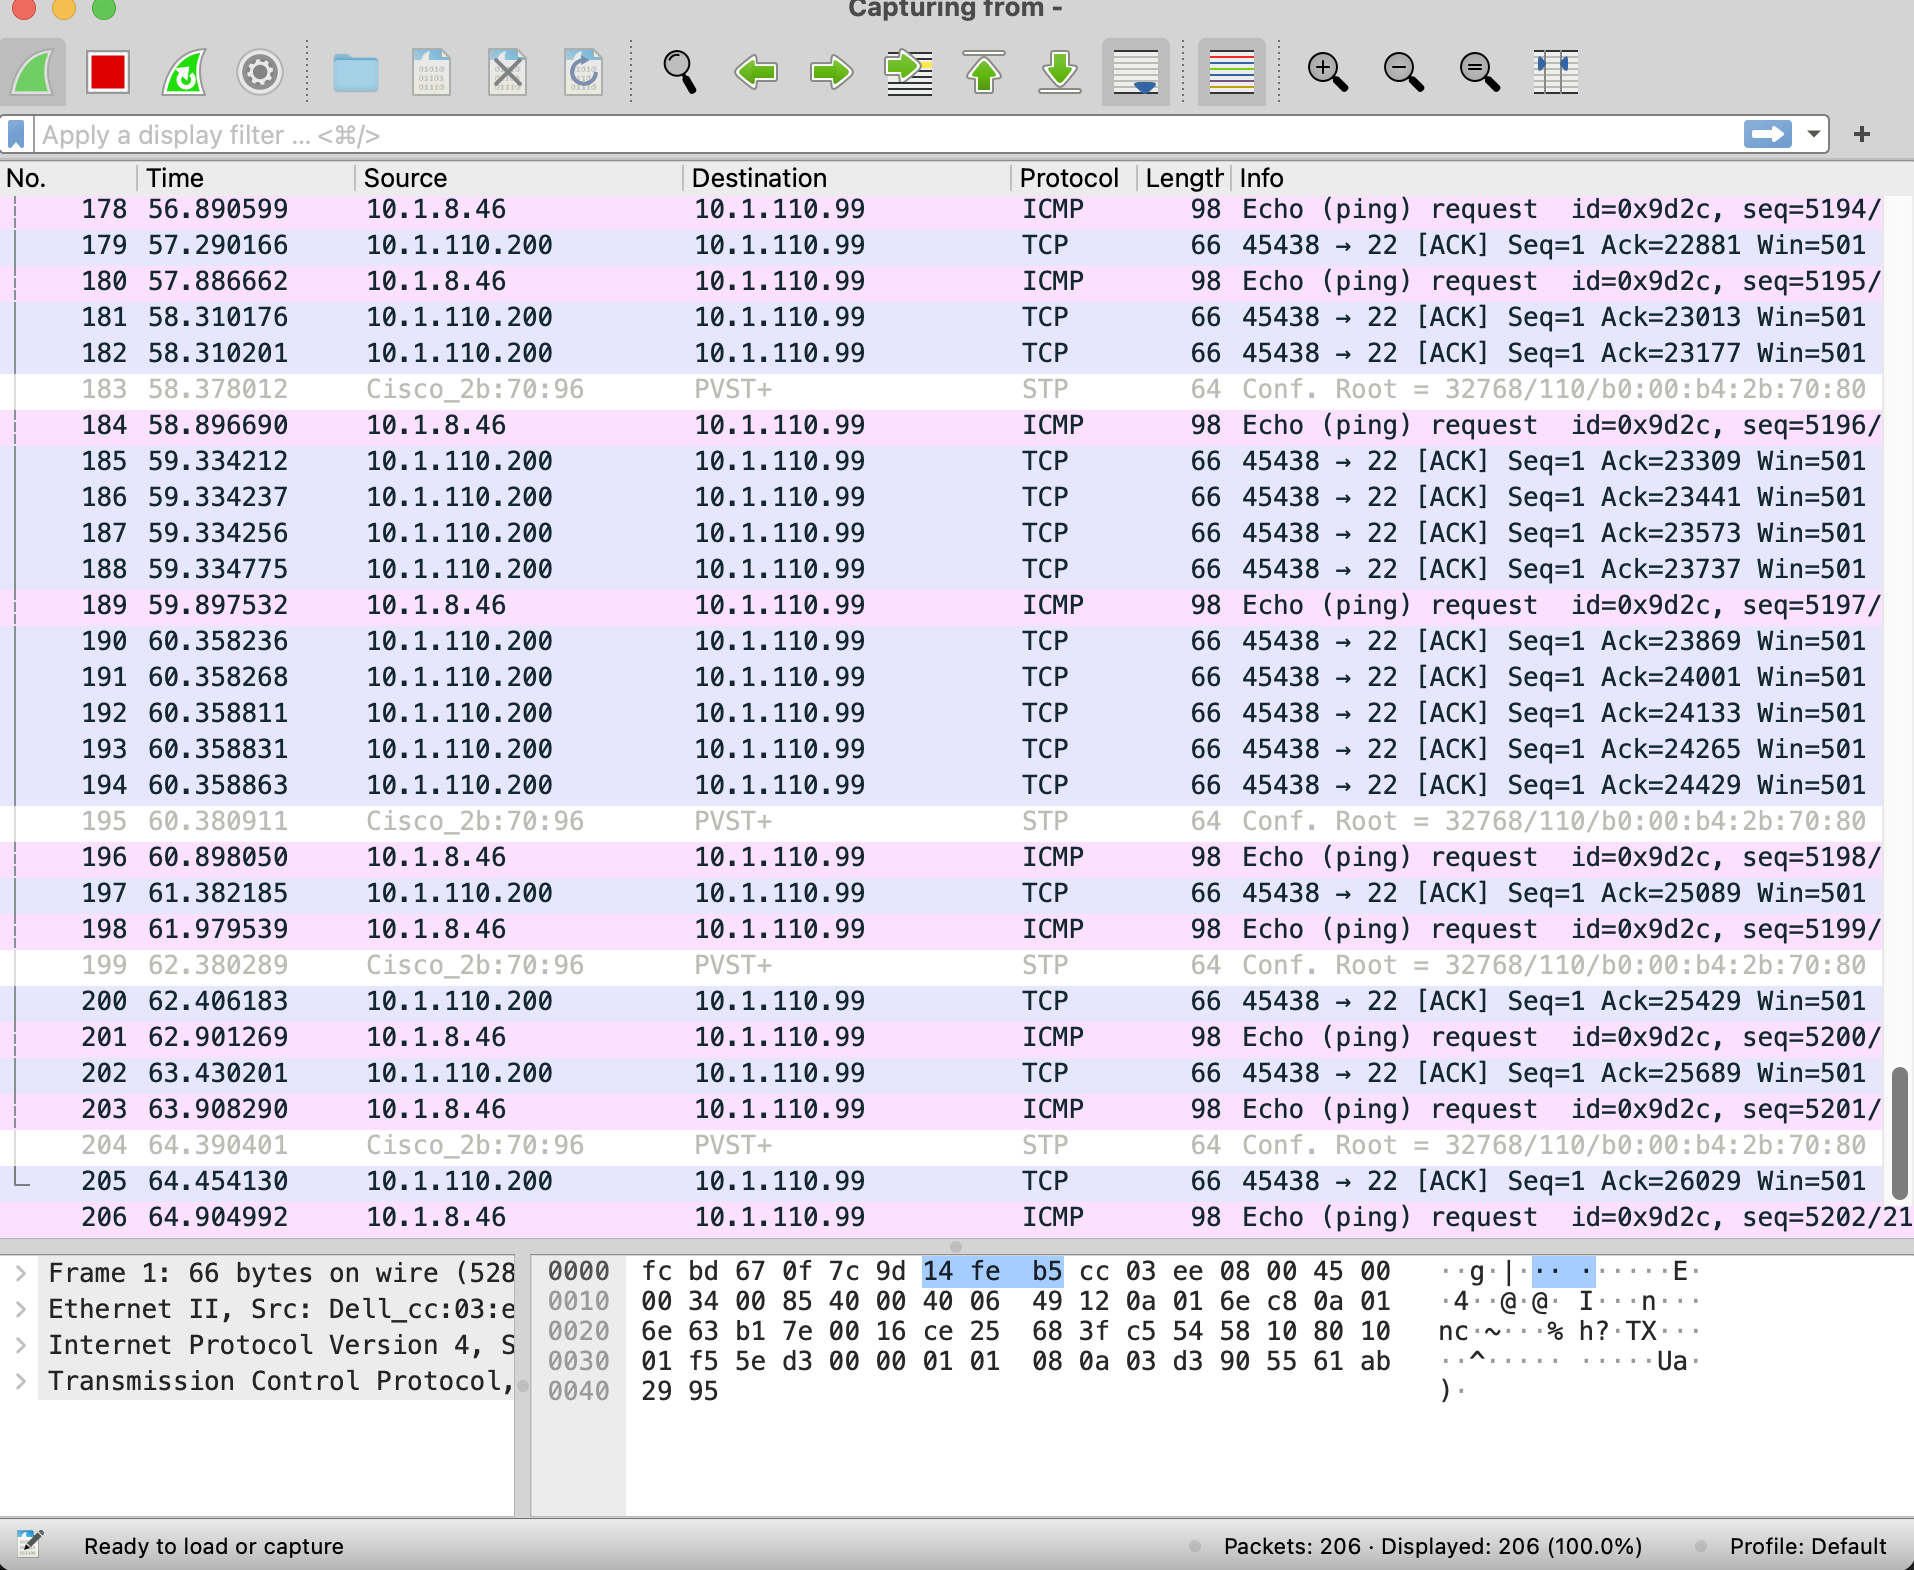 Capturing from -
Apply a display filter ... <⌘/>
No. Time Source Destination Protocol Length Info
178 56.890599 10.1.8.46 10.1.110.99 ICMP 98 Echo (ping) request id=0x9d2c, seq=5194/
179 57.290166 10.1.110.200 10.1.110.99 TCP 66 45438 → 22 [ACK] Seq=1 Ack=22881 Win=501
180 57.886662 10.1.8.46 10.1.110.99 ICMP 98 Echo (ping) request id=0x9d2c, seq=5195/
181 58.310176 10.1.110.200 10.1.110.99 TCP 66 45438 → 22 [ACK] Seq=1 Ack=23013 Win=501
182 58.310201 10.1.110.200 10.1.110.99 TCP 66 45438 → 22 [ACK] Seq=1 Ack=23177 Win=501
183 58.378012 Cisco_2b:70:96 PVST+ STP 64 Conf. Root = 32768/110/b0:00:b4:2b:70:80
184 58.896690 10.1.8.46 10.1.110.99 ICMP 98 Echo (ping) request id=0x9d2c, seq=5196/
185 59.334212 10.1.110.200 10.1.110.99 TCP 66 45438 → 22 [ACK] Seq=1 Ack=23309 Win=501
186 59.334237 10.1.110.200 10.1.110.99 TCP 66 45438 → 22 [ACK] Seq=1 Ack=23441 Win=501
187 59.334256 10.1.110.200 10.1.110.99 TCP 66 45438 → 22 [ACK] Seq=1 Ack=23573 Win=501
188 59.334775 10.1.110.200 10.1.110.99 TCP 66 45438 → 22 [ACK] Seq=1 Ack=23737 Win=501
189 59.897532 10.1.8.46 10.1.110.99 ICMP 98 Echo (ping) request id=0x9d2c, seq=5197/
190 60.358236 10.1.110.200 10.1.110.99 TCP 66 45438 → 22 [ACK] Seq=1 Ack=23869 Win=501
191 60.358268 10.1.110.200 10.1.110.99 TCP 66 45438 → 22 [ACK] Seq=1 Ack=24001 Win=501
192 60.358811 10.1.110.200 10.1.110.99 TCP 66 45438 → 22 [ACK] Seq=1 Ack=24133 Win=501
193 60.358831 10.1.110.200 10.1.110.99 TCP 66 45438 → 22 [ACK] Seq=1 Ack=24265 Win=501
194 60.358863 10.1.110.200 10.1.110.99 TCP 66 45438 → 22 [ACK] Seq=1 Ack=24429 Win=501
195 60.380911 Cisco_2b:70:96 PVST+ STP 64 Conf. Root = 32768/110/b0:00:b4:2b:70:80
196 60.898050 10.1.8.46 10.1.110.99 ICMP 98 Echo (ping) request id=0x9d2c, seq=5198/
197 61.382185 10.1.110.200 10.1.110.99 TCP 66 45438 → 22 [ACK] Seq=1 Ack=25089 Win=501
198 61.979539 10.1.8.46 10.1.110.99 ICMP 98 Echo (ping) request id=0x9d2c, seq=5199/
199 62.380289 Cisco_2b:70:96 PVST+ STP 64 Conf. Root = 32768/110/b0:00:b4:2b:70:80
200 62.406183 10.1.110.200 10.1.110.99 TCP 66 45438 → 22 [ACK] Seq=1 Ack=25429 Win=501
201 62.901269 10.1.8.46 10.1.110.99 ICMP 98 Echo (ping) request id=0x9d2c, seq=5200/
202 63.430201 10.1.110.200 10.1.110.99 TCP 66 45438 → 22 [ACK] Seq=1 Ack=25689 Win=501
203 63.908290 10.1.8.46 10.1.110.99 ICMP 98 Echo (ping) request id=0x9d2c, seq=5201/
204 64.390401 Cisco_2b:70:96 PVST+ STP 64 Conf. Root = 32768/110/b0:00:b4:2b:70:80
205 64.454130 10.1.110.200 10.1.110.99 TCP 66 45438 → 22 [ACK] Seq=1 Ack=26029 Win=501
206 64.904992 10.1.8.46 10.1.110.99 ICMP 98 Echo (ping) request id=0x9d2c, seq=5202/21
Frame 1: 66 bytes on wire (528
Ethernet II, Src: Dell_cc:03:e
Internet Protocol Version 4, S
Transmission Control Protocol,
0000 fc bd 67 0f 7c 9d 14 fe b5 cc 03 ee 08 00 45 00 ··g·|··· ······E·
0010 00 34 00 85 40 00 40 06 49 12 0a 01 6e c8 0a 01 ·4··@·@· I···n···
0020 6e 63 b1 7e 00 16 ce 25 68 3f c5 54 58 10 80 10 nc·~···% h?·TX···
0030 01 f5 5e d3 00 00 01 01 08 0a 03 d3 90 55 61 ab ··^····· ·····Ua·
0040 29 95 )·
Ready to load or capture
Packets: 206 · Displayed: 206 (100.0%)
Profile: Default